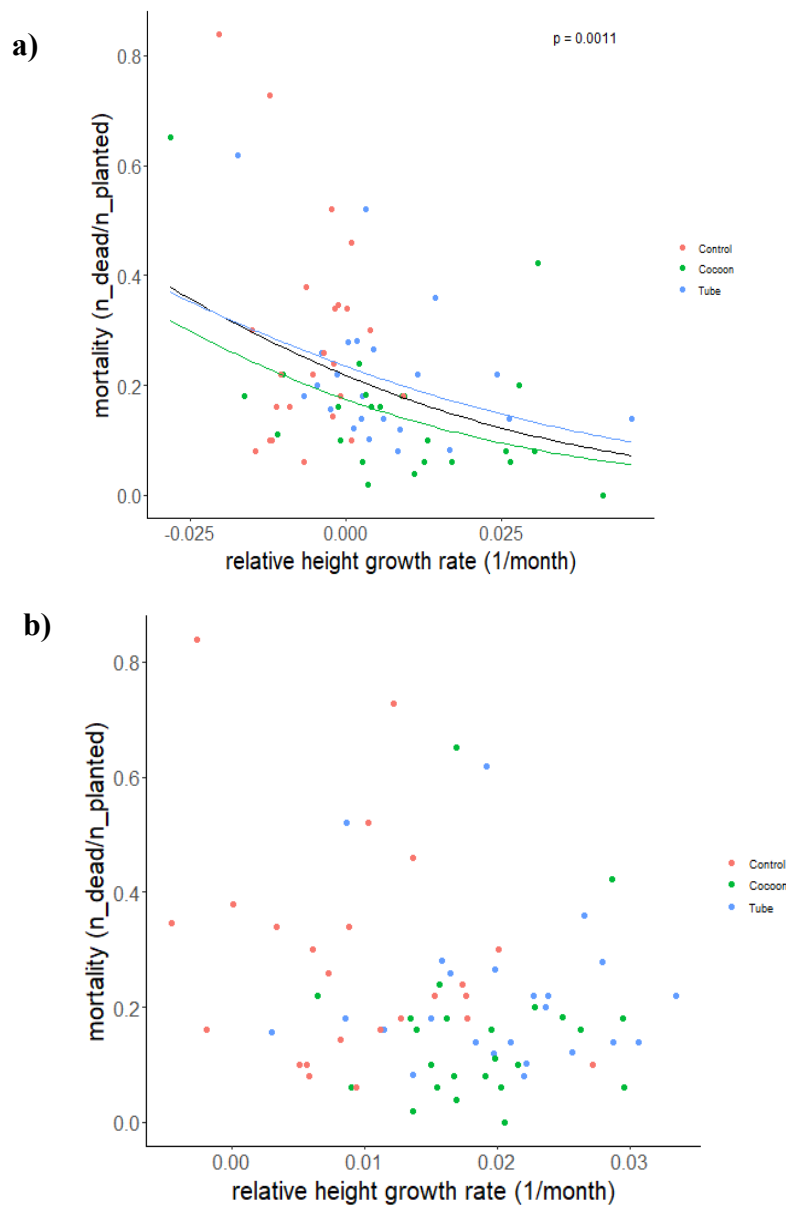 a)
p = 0.0011
0.8
0.6
0.4
0.2
0.0
mortality (n_dead/n_planted)
Control
Cocoon
Tube
-0.025
0.000
0.025
relative height growth rate (1/month)
b)
0.8
0.6
0.4
0.2
0.0
mortality (n_dead/n_planted)
Control
Cocoon
Tube
0.00
0.01
0.02
0.03
relative height growth rate (1/month)